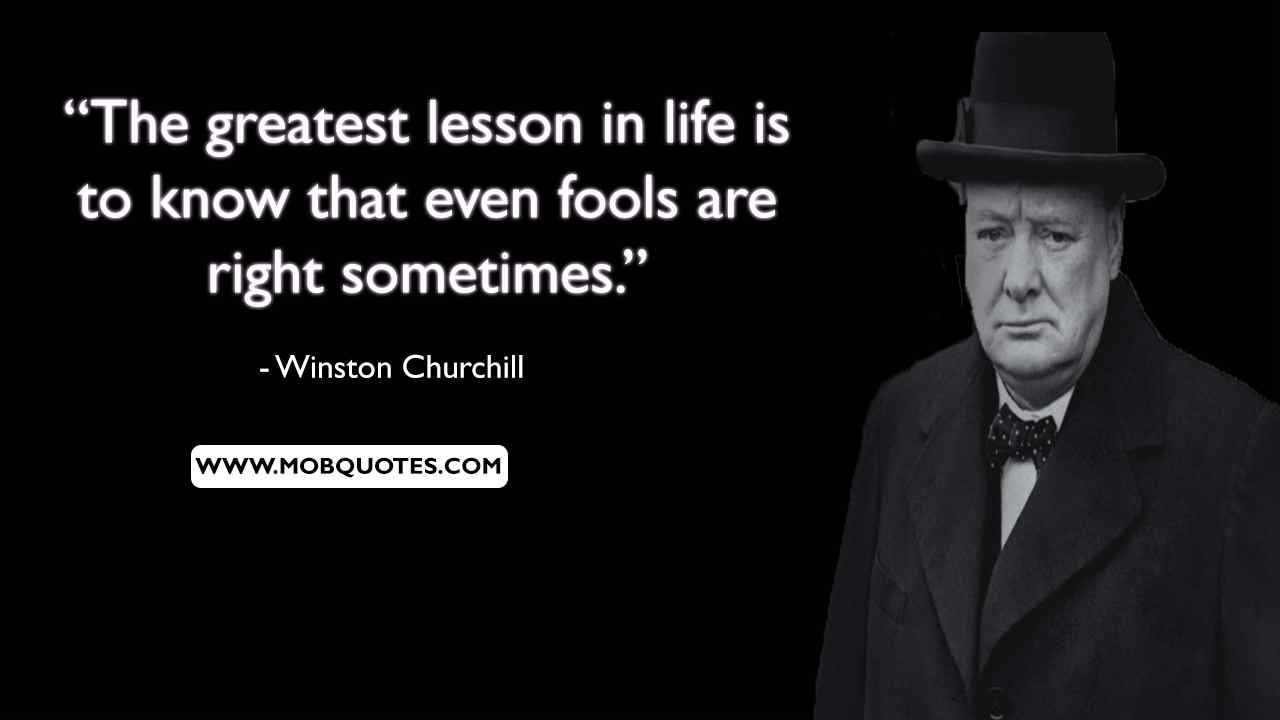 “The greatest lesson in life is
to know that even fools are
right sometimes.”
- Winston Churchill
WWW.MOBQUOTES.COM